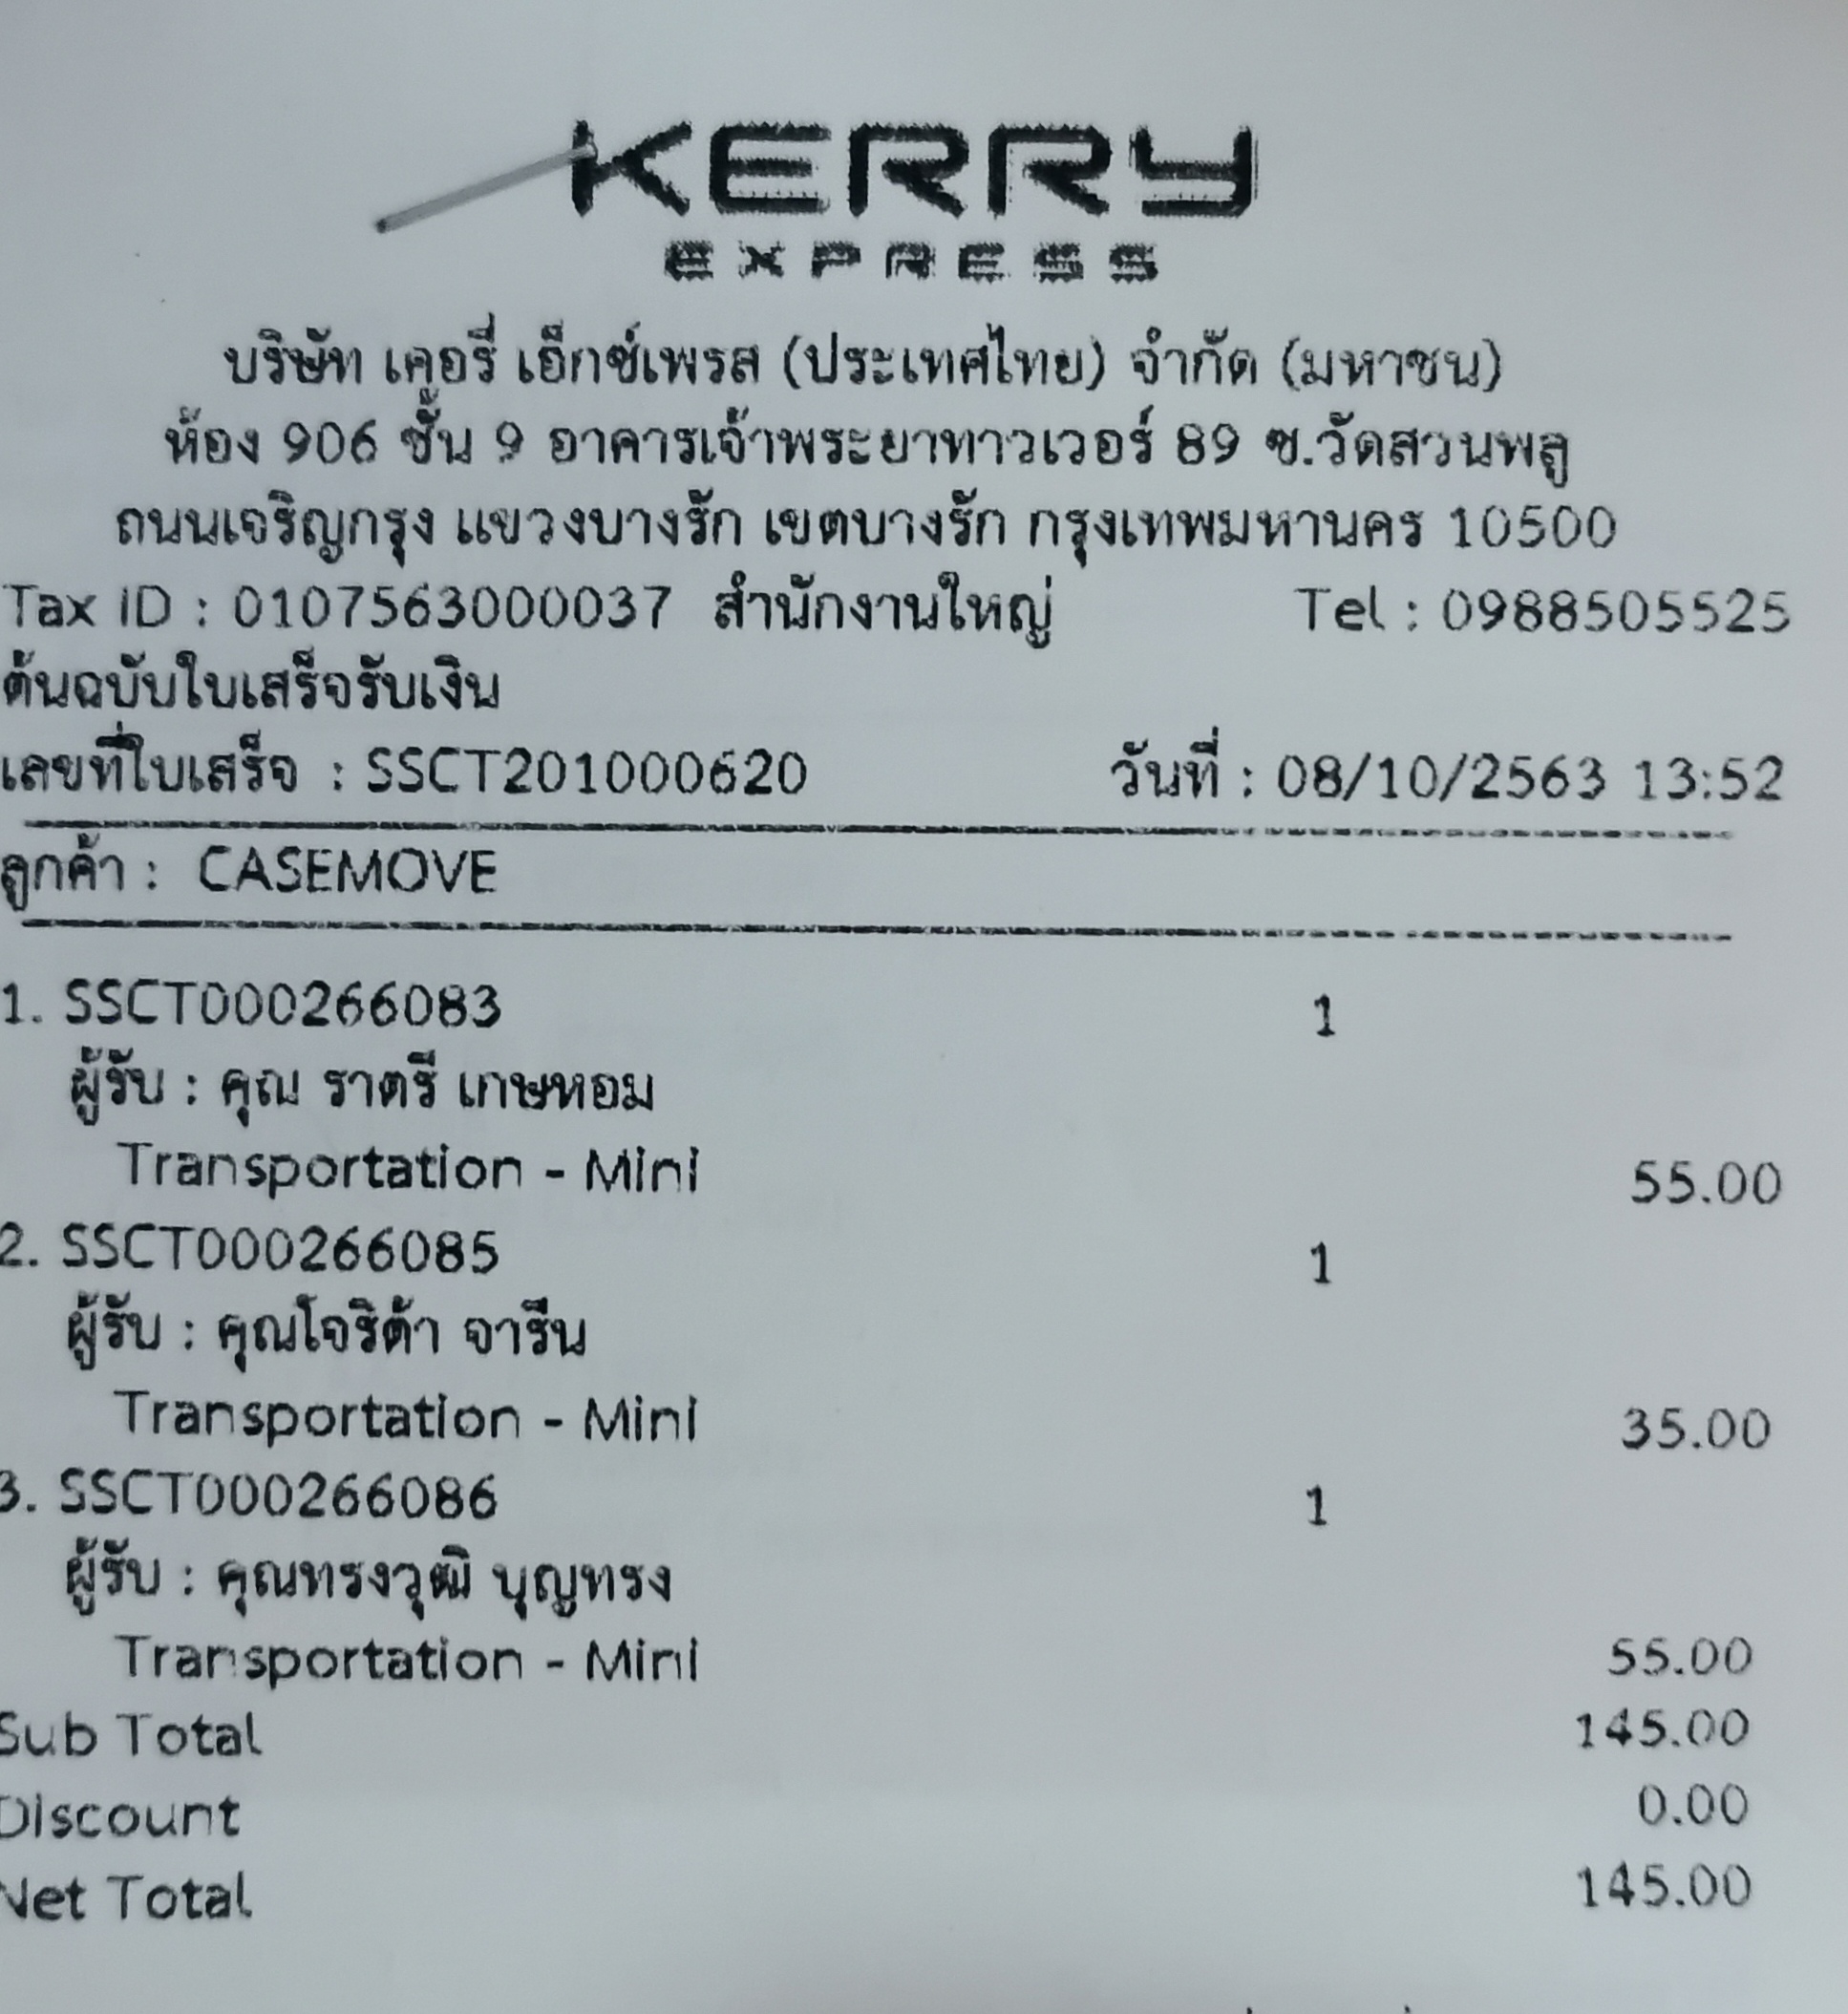 KERRY
EXPRESS
บริษัท เคอรี่ เอ็กซ์เพรส (ประเทศไทย) จำกัด (มหาชน)
ห้อง 906 ชั้น 9 อาคารเจ้าพระยาทาวเวอร์ 89 ซ.วัดสวนพลู
ถนนเจริญกรุง แขวงบางรัก เขตบางรัก กรุงเทพมหานคร 10500
Tax ID : 0107563000037 สำนักงานใหญ่ Tel : 0988505525
ต้นฉบับใบเสร็จรับเงิน
เลขที่ใบเสร็จ : SSCT201000620 วันที่ : 08/10/2563 13:52
ลูกค้า : CASEMOVE
1. SSCT000266083 1
ผู้รับ : คุณ ราตรี เกษหอม
Transportation - Mini 55.00
2. SSCT000266085 1
ผู้รับ : คุณโจริต้า จารีน
Transportation - Mini 35.00
3. SSCT000266086 1
ผู้รับ : คุณทรงวุฒิ บุญทรง
Transportation - Mini 55.00
Sub Total 145.00
Discount 0.00
Net Total 145.00